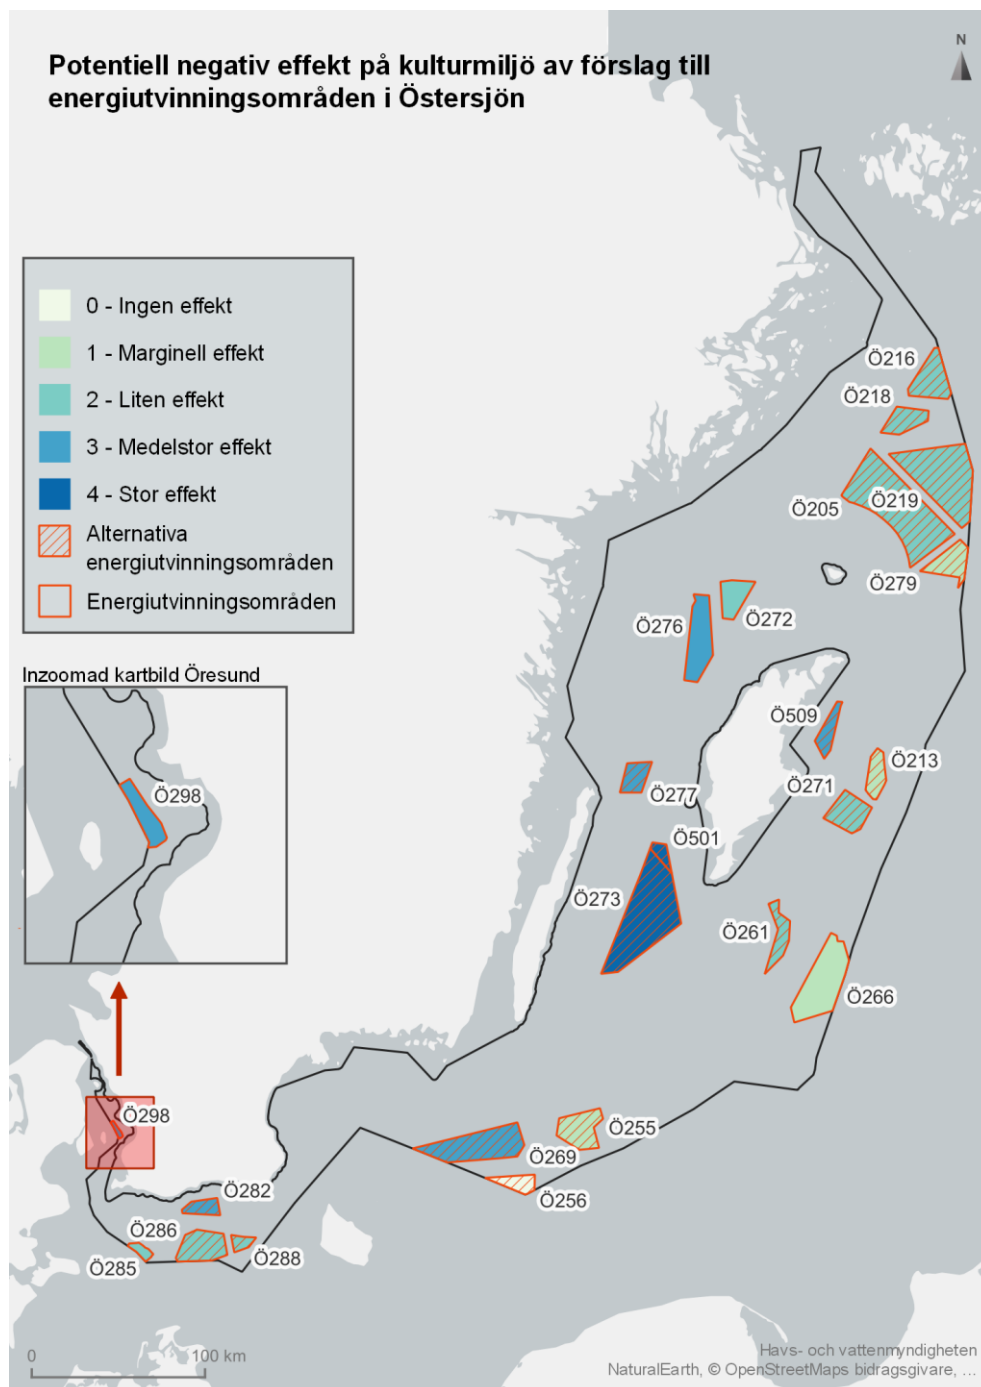 Potentiell negativ effekt på kulturmiljö av förslag till
energiutvinningsområden i Östersjön
N
0 - Ingen effekt
1 - Marginell effekt
2 - Liten effekt
3 - Medelstor effekt
4 - Stor effekt
Alternativa
energiutvinningsområden
Energiutvinningsområden
Inzoomad kartbild Öresund
Ö298
Ö216
Ö218
Ö219
Ö205
Ö279
Ö272
Ö276
Ö509
Ö213
Ö271
Ö277
Ö501
Ö273
Ö261
Ö266
Ö298
Ö255
Ö269
Ö256
Ö282
Ö286
Ö288
Ö285
0
100 km
Havs- och vattenmyndigheten
NaturalEarth, © OpenStreetMaps bidragsgivare, ...